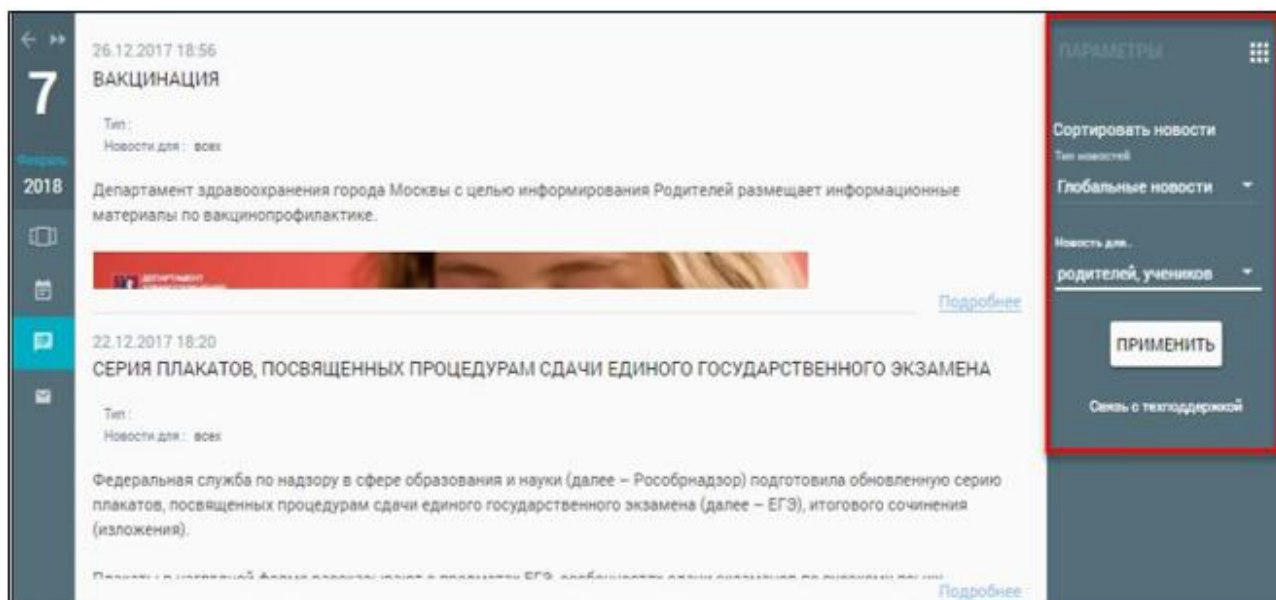 7
Февраль
2018
26.12.2017 18:56
ВАКЦИНАЦИЯ
Тип :
Новости для : всех
Департамент здравоохранения города Москвы с целью информирования Родителей размещает информационные
материалы по вакцинопрофилактике.
ДЕПАРТАМЕНТ
ЗДРАВООХРАНЕНИЯ
Подробнее
22.12.2017 18:20
СЕРИЯ ПЛАКАТОВ, ПОСВЯЩЕННЫХ ПРОЦЕДУРАМ СДАЧИ ЕДИНОГО ГОСУДАРСТВЕННОГО ЭКЗАМЕНА
Тип :
Новости для : всех
Федеральная служба по надзору в сфере образования и науки (далее – Рособрнадзор) подготовила обновленную серию
плакатов, посвященных процедурам сдачи единого государственного экзамена (далее – ЕГЭ), итогового сочинения
(изложения).
Подробнее
ПАРАМЕТРЫ
Сортировать новости
Тип новостей
Глобальные новости
Новость для..
родителей, учеников
ПРИМЕНИТЬ
Связь с техподдержкой